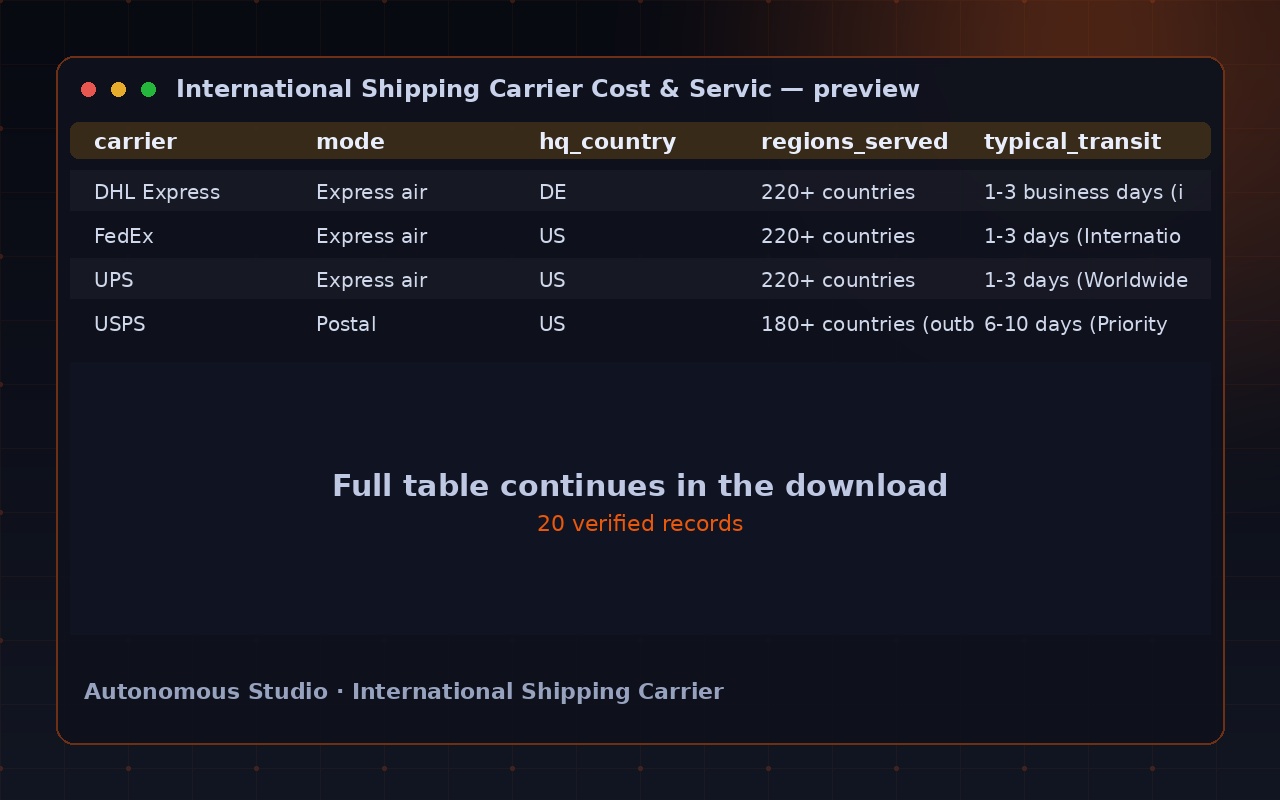 International Shipping Carrier Cost & Servic — preview
carrier mode hq_country regions_served typical_transit
DHL Express Express air DE 220+ countries 1-3 business days (i
FedEx Express air US 220+ countries 1-3 days (Internatio
UPS Express air US 220+ countries 1-3 days (Worldwide
USPS Postal US 180+ countries (outb 6-10 days (Priority
Full table continues in the download
20 verified records
Autonomous Studio · International Shipping Carrier